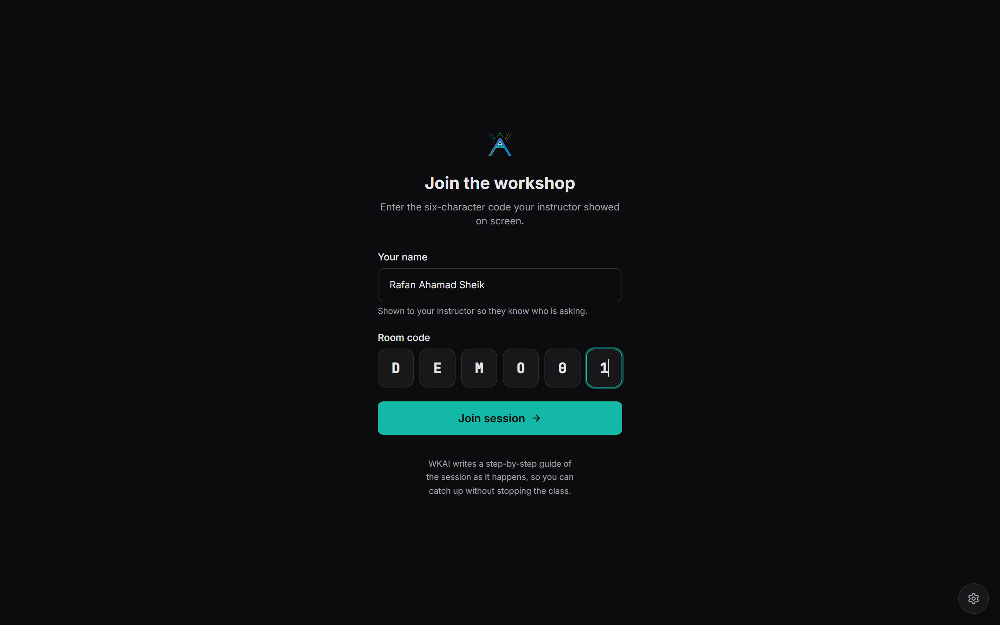 Join the workshop
Enter the six-character code your instructor showed
on screen.
Your name
Rafan Ahamad Sheik
Shown to your instructor so they know who is asking.
Room code
D E M O 0 1
Join session →
WKAI writes a step-by-step guide of
the session as it happens, so you can
catch up without stopping the class.